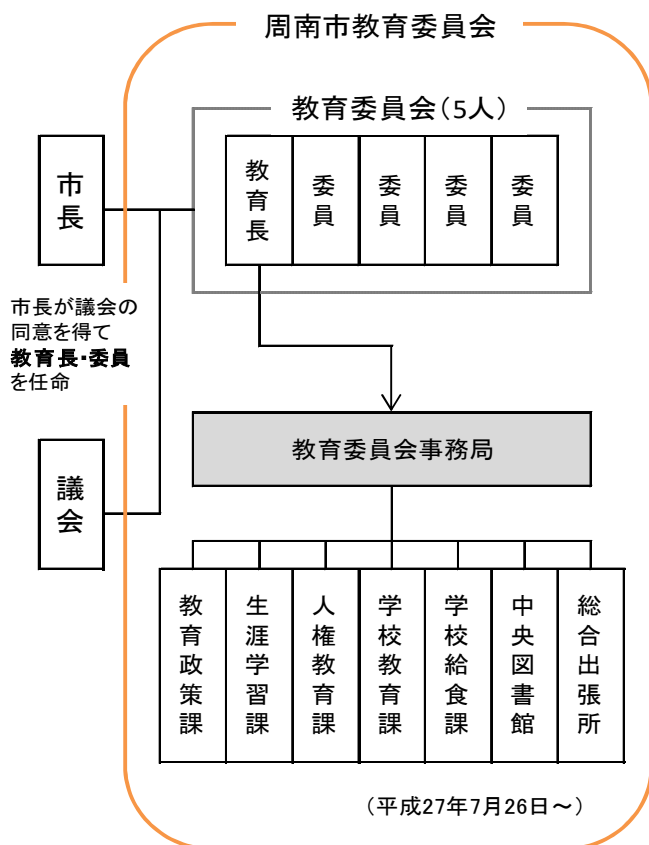 周南市教育委員会
教育委員会（5人）
市長
教育長
委員
委員
委員
委員
市長が議会の
同意を得て
教育長・委員
を任命
教育委員会事務局
議会
教育政策課
生涯学習課
人権教育課
学校教育課
学校給食課
中央図書館
総合出張所
（平成27年7月26日～）